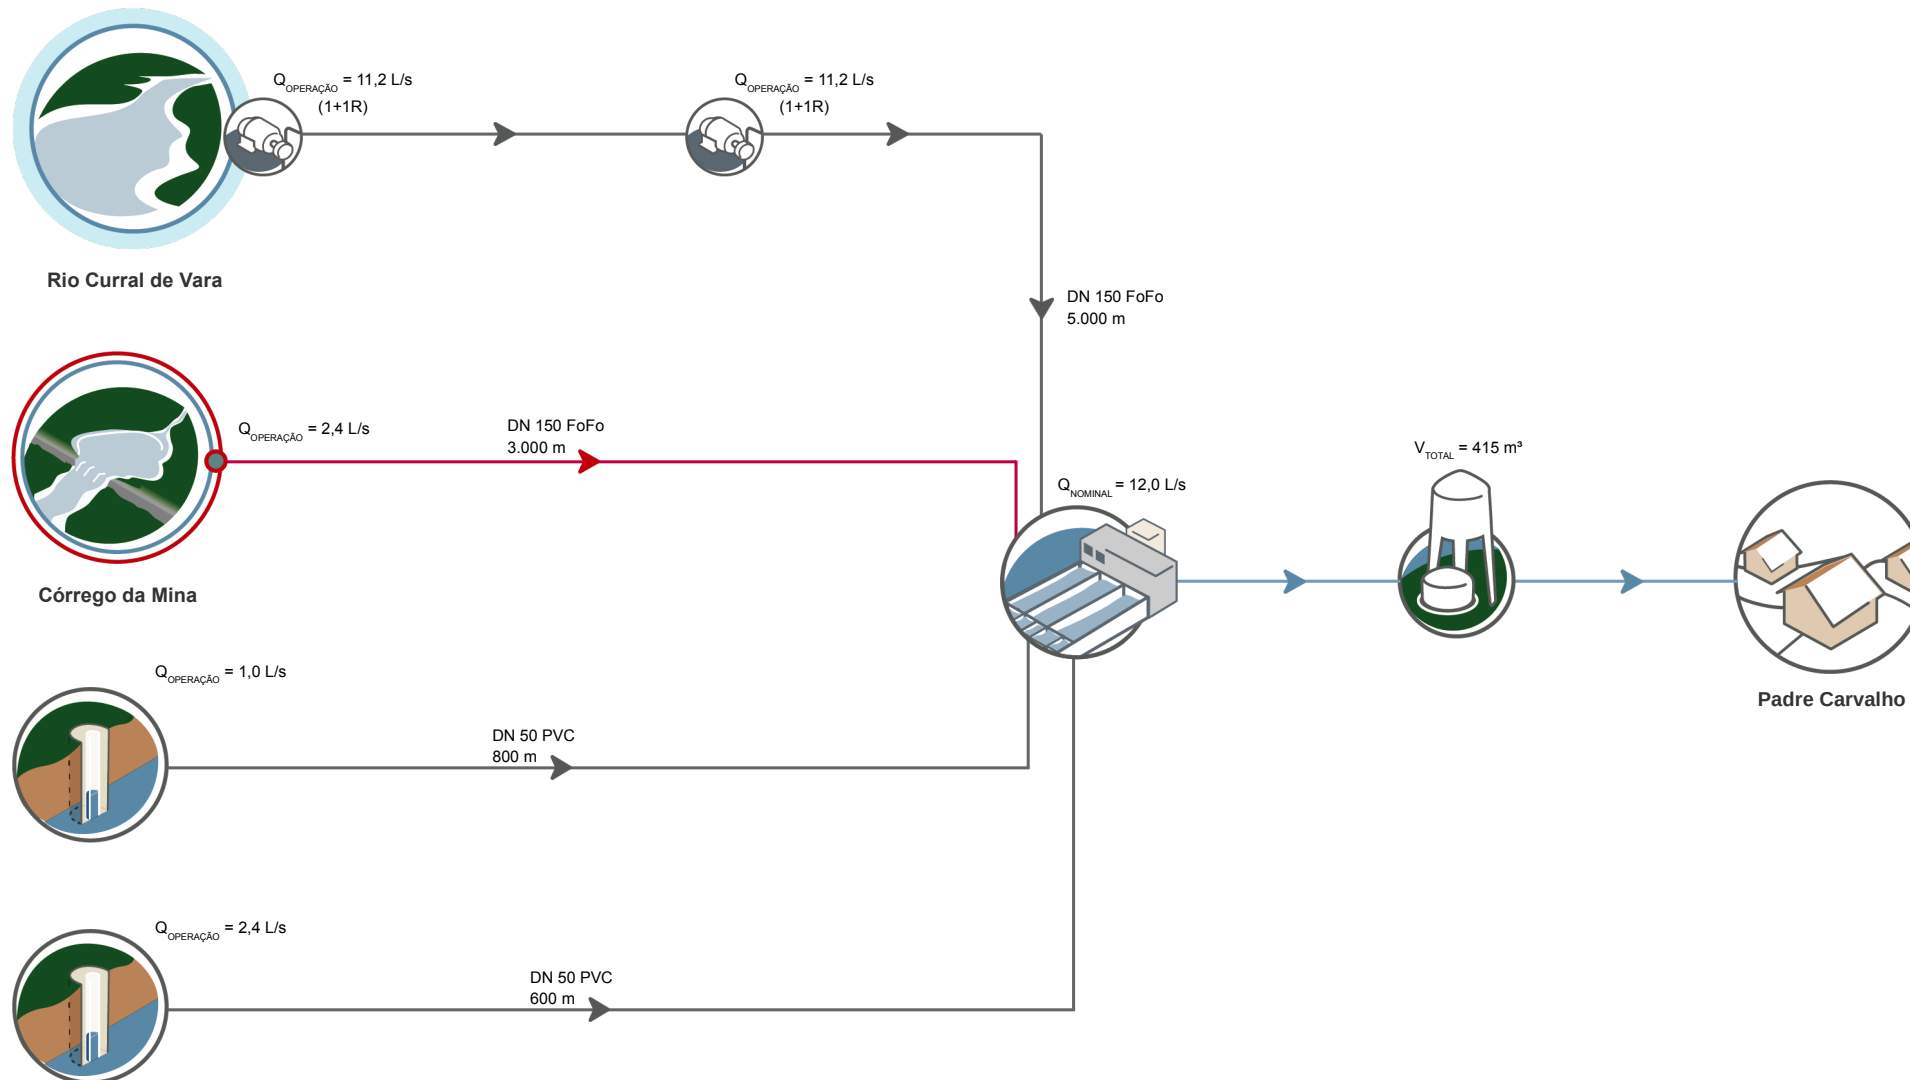 Q OPERAÇÃO = 11,2 L/s
(1+1R)
Q OPERAÇÃO = 11,2 L/s
(1+1R)
Rio Curral de Vara
DN 150 FoFo
5.000 m
Q OPERAÇÃO = 2,4 L/s
DN 150 FoFo
3.000 m
V TOTAL = 415 m³
Q NOMINAL = 12,0 L/s
Córrego da Mina
Q OPERAÇÃO = 1,0 L/s
Padre Carvalho
DN 50 PVC
800 m
Q OPERAÇÃO = 2,4 L/s
DN 50 PVC
600 m